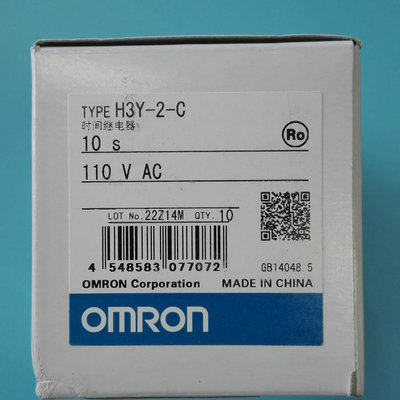 TYPE H3Y-2-C
时间继电器
10 s
Ro
110 V AC
LOT No. 22Z14M QTY. 10
4 548583 077072
GB14048.5
OMRON Corporation MADE IN CHINA
OMRON